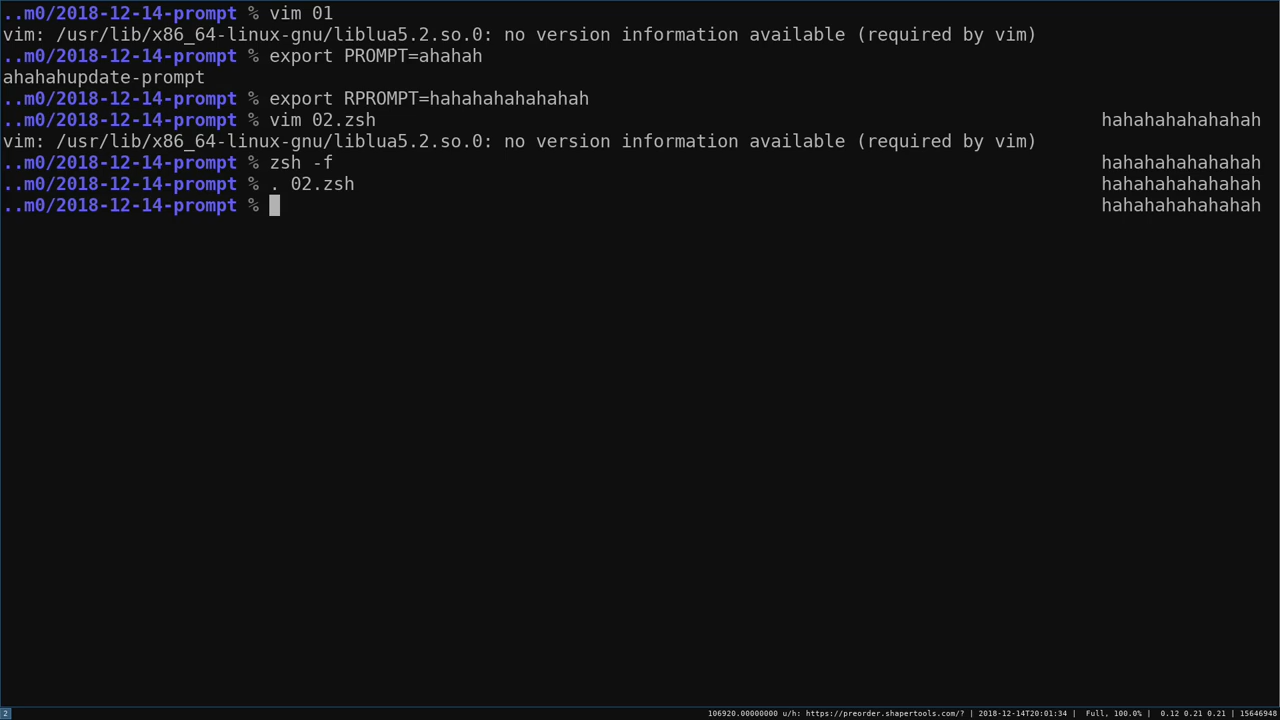 ..m0/2018-12-14-prompt % vim 01
vim: /usr/lib/x86_64-linux-gnu/liblua5.2.so.0: no version information available (required by vim)
..m0/2018-12-14-prompt % export PROMPT=ahahah
ahahahupdate-prompt
..m0/2018-12-14-prompt % export RPROMPT=hahahahahahahah
..m0/2018-12-14-prompt % vim 02.zsh hahahahahahahah
vim: /usr/lib/x86_64-linux-gnu/liblua5.2.so.0: no version information available (required by vim)
..m0/2018-12-14-prompt % zsh -f hahahahahahahah
..m0/2018-12-14-prompt % . 02.zsh hahahahahahahah
..m0/2018-12-14-prompt % hahahahahahahah
2 106920.00000000 u/h: https://preorder.shapertools.com/? | 2018-12-14T20:01:34 | Full, 100.0% | 0.12 0.21 0.21 | 15646948